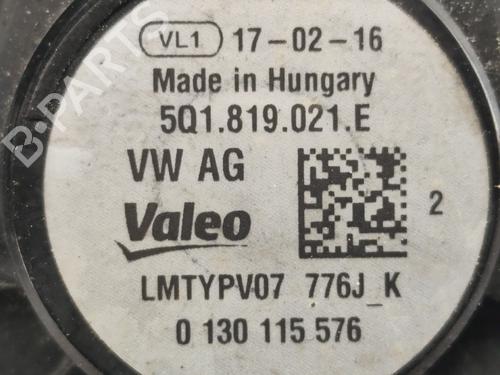 VL1 17-02-16
Made in Hungary
5Q1.819.021.E
VW AG
Valeo
2
LMTYPV07 776J_K
0 130 115 576
B-PARTS